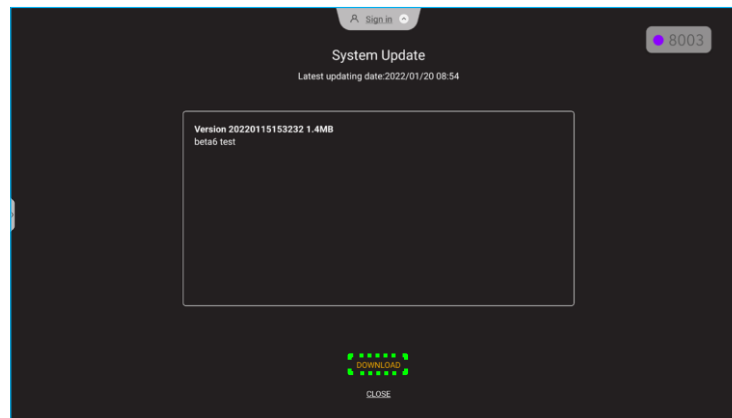 Sign in
8003
System Update
Latest updating date:2022/01/20 08:54
Version 20220115153232 1.4MB
beta6 test
DOWNLOAD
CLOSE